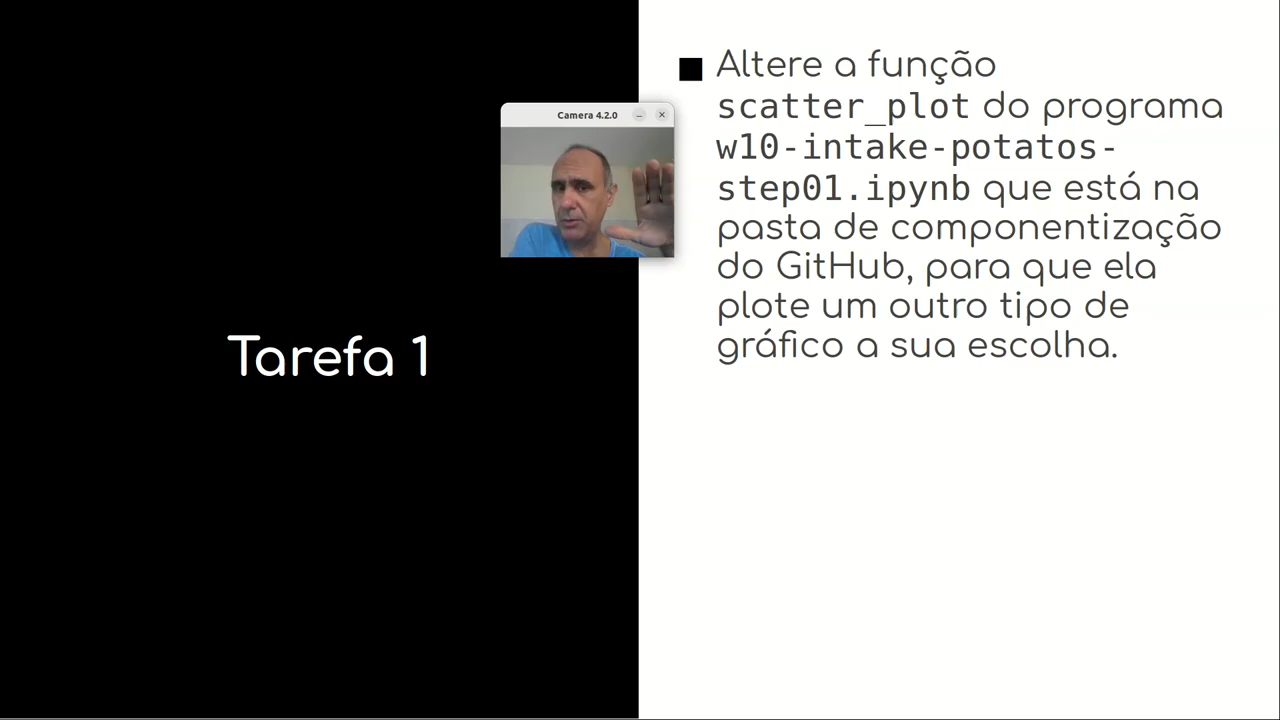 Tarefa 1
Camera 4.2.0
■ Altere a função
scatter_plot do programa
w10-intake-potatos-
step01.ipynb que está na
pasta de componentização
do GitHub, para que ela
plote um outro tipo de
gráfico a sua escolha.